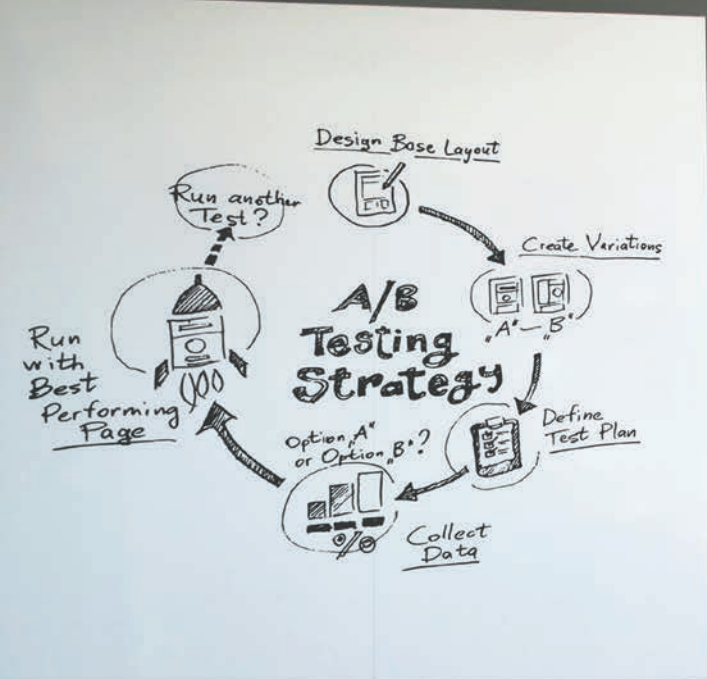 A/B
Testing
Strategy
Design Base Layout
Create Variations
„A“ – „B“
Define
Test Plan
Collect
Data
Option „A“
or Option „B“?
Run
with
Best
Performing
Page
Run another
Test?